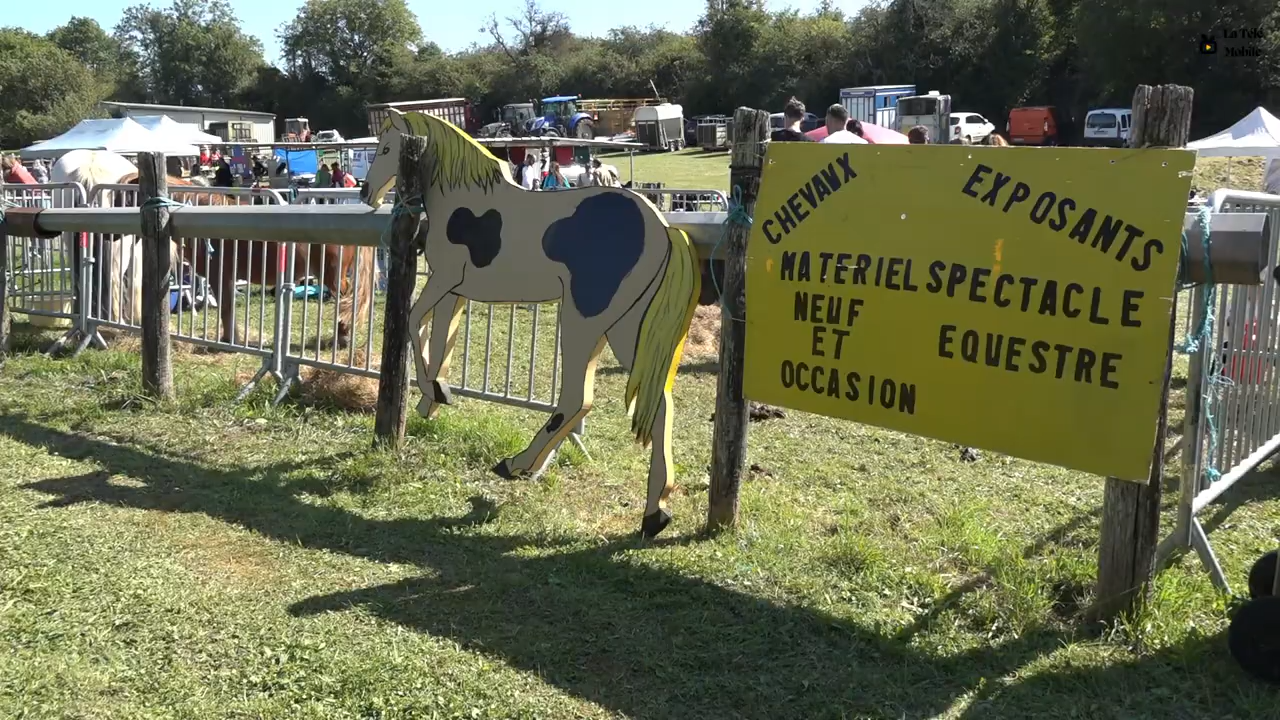 La Télé
Mobile
CHEVAUX EXPOSANTS
MATERIEL SPECTACLE
NEUF
ET EQUESTRE
OCCASION